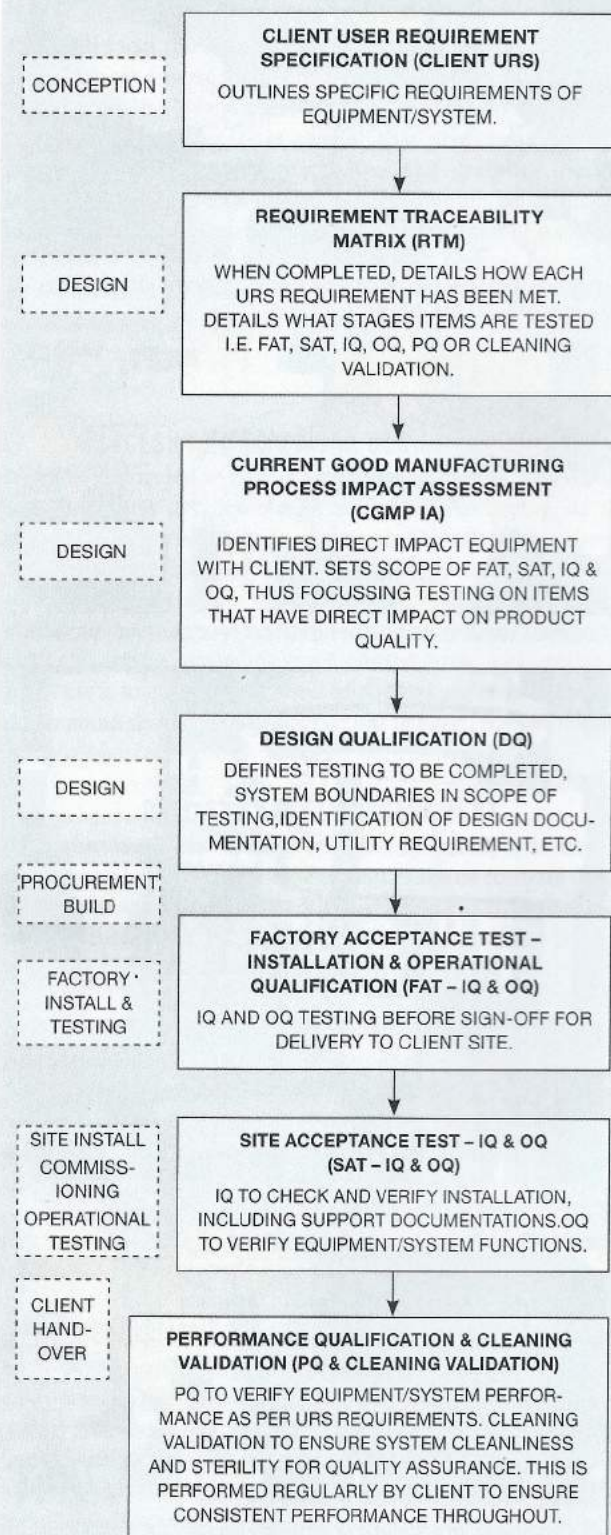 CONCEPTION
CLIENT USER REQUIREMENT
SPECIFICATION (CLIENT URS)
OUTLINES SPECIFIC REQUIREMENTS OF
EQUIPMENT/SYSTEM.
DESIGN
REQUIREMENT TRACEABILITY
MATRIX (RTM)
WHEN COMPLETED, DETAILS HOW EACH
URS REQUIREMENT HAS BEEN MET.
DETAILS WHAT STAGES ITEMS ARE TESTED
I.E. FAT, SAT, IQ, OQ, PQ OR CLEANING
VALIDATION.
DESIGN
CURRENT GOOD MANUFACTURING
PROCESS IMPACT ASSESSMENT
(CGMP IA)
IDENTIFIES DIRECT IMPACT EQUIPMENT
WITH CLIENT. SETS SCOPE OF FAT, SAT, IQ &
OQ, THUS FOCUSSING TESTING ON ITEMS
THAT HAVE DIRECT IMPACT ON PRODUCT
QUALITY.
DESIGN
DESIGN QUALIFICATION (DQ)
DEFINES TESTING TO BE COMPLETED,
SYSTEM BOUNDARIES IN SCOPE OF
TESTING,IDENTIFICATION OF DESIGN DOCU-
MENTATION, UTILITY REQUIREMENT, ETC.
PROCUREMENT
BUILD
FACTORY
INSTALL &
TESTING
FACTORY ACCEPTANCE TEST –
INSTALLATION & OPERATIONAL
QUALIFICATION (FAT – IQ & OQ)
IQ AND OQ TESTING BEFORE SIGN-OFF FOR
DELIVERY TO CLIENT SITE.
SITE INSTALL
COMMISS-
IONING
OPERATIONAL
TESTING
SITE ACCEPTANCE TEST – IQ & OQ
(SAT – IQ & OQ)
IQ TO CHECK AND VERIFY INSTALLATION,
INCLUDING SUPPORT DOCUMENTATIONS.OQ
TO VERIFY EQUIPMENT/SYSTEM FUNCTIONS.
CLIENT
HAND-
OVER
PERFORMANCE QUALIFICATION & CLEANING
VALIDATION (PQ & CLEANING VALIDATION)
PQ TO VERIFY EQUIPMENT/SYSTEM PERFOR-
MANCE AS PER URS REQUIREMENTS. CLEANING
VALIDATION TO ENSURE SYSTEM CLEANLINESS
AND STERILITY FOR QUALITY ASSURANCE. THIS IS
PERFORMED REGULARLY BY CLIENT TO ENSURE
CONSISTENT PERFORMANCE THROUGHOUT.